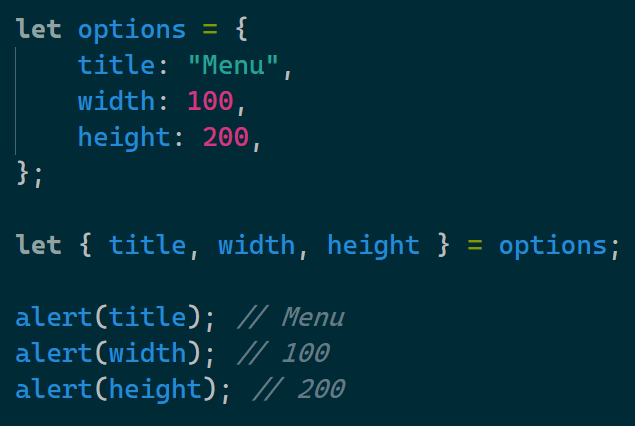 let options = {
    title: "Menu",
    width: 100,
    height: 200,
};

let { title, width, height } = options;

alert(title); // Menu
alert(width); // 100
alert(height); // 200